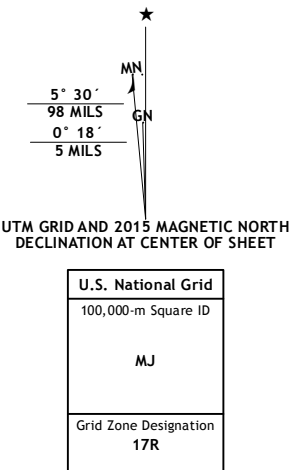 ★
MN
5° 30´
98 MILS
GN
0° 18´
5 MILS
UTM GRID AND 2015 MAGNETIC NORTH
DECLINATION AT CENTER OF SHEET
U.S. National Grid
100,000-m Square ID
MJ
Grid Zone Designation
17R